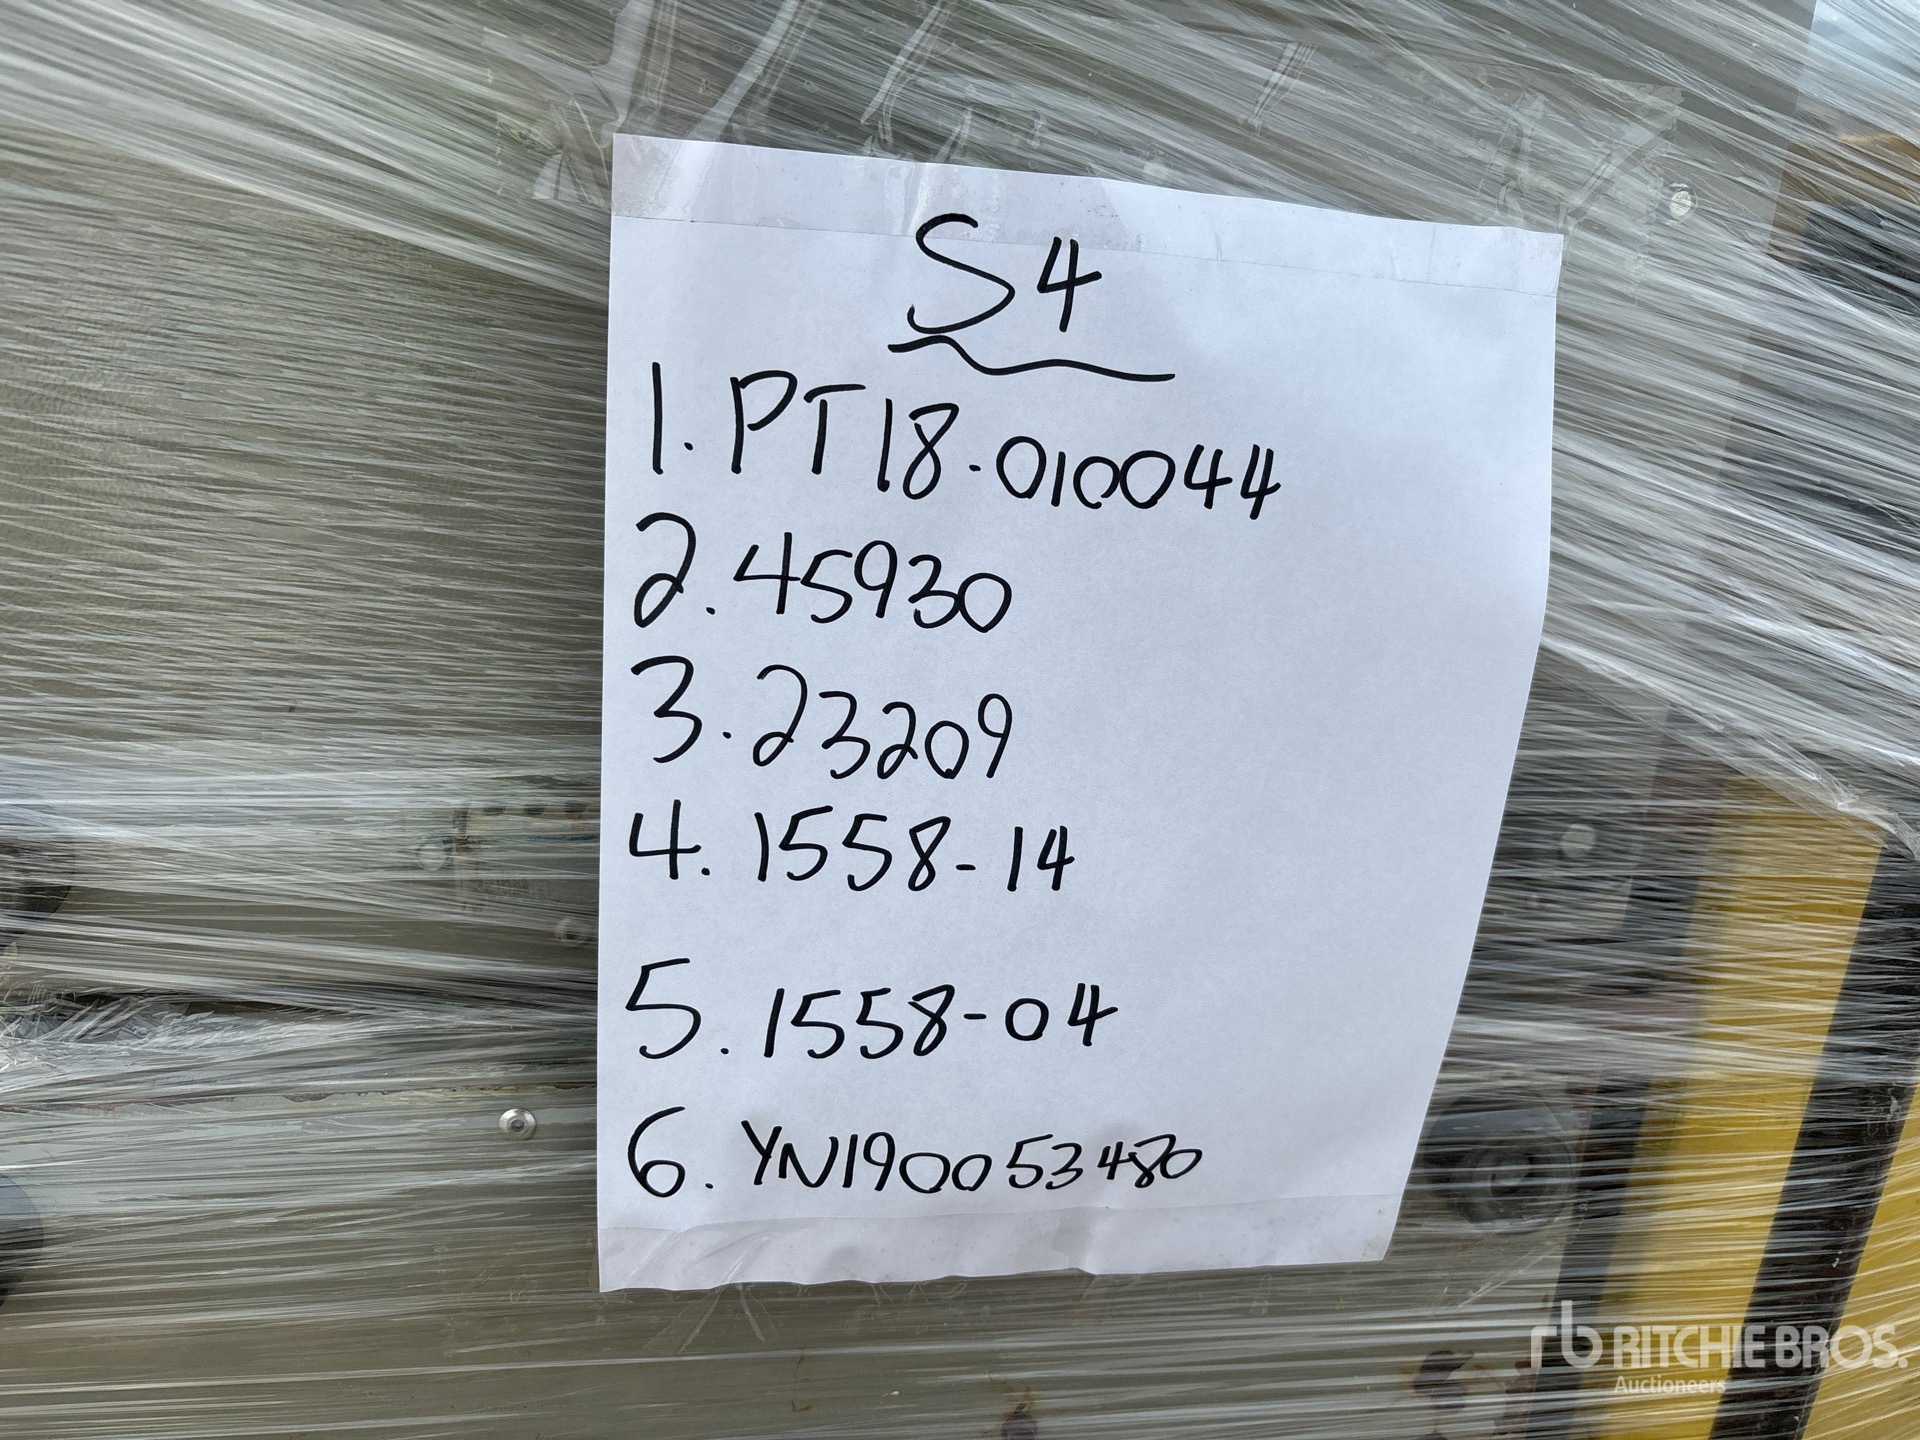 S4
1. PT18-010044
2. 45930
3. 23209
4. 1558-14
5. 1558-04
6. YN190053480
rb RITCHIE BROS.
Auctioneers